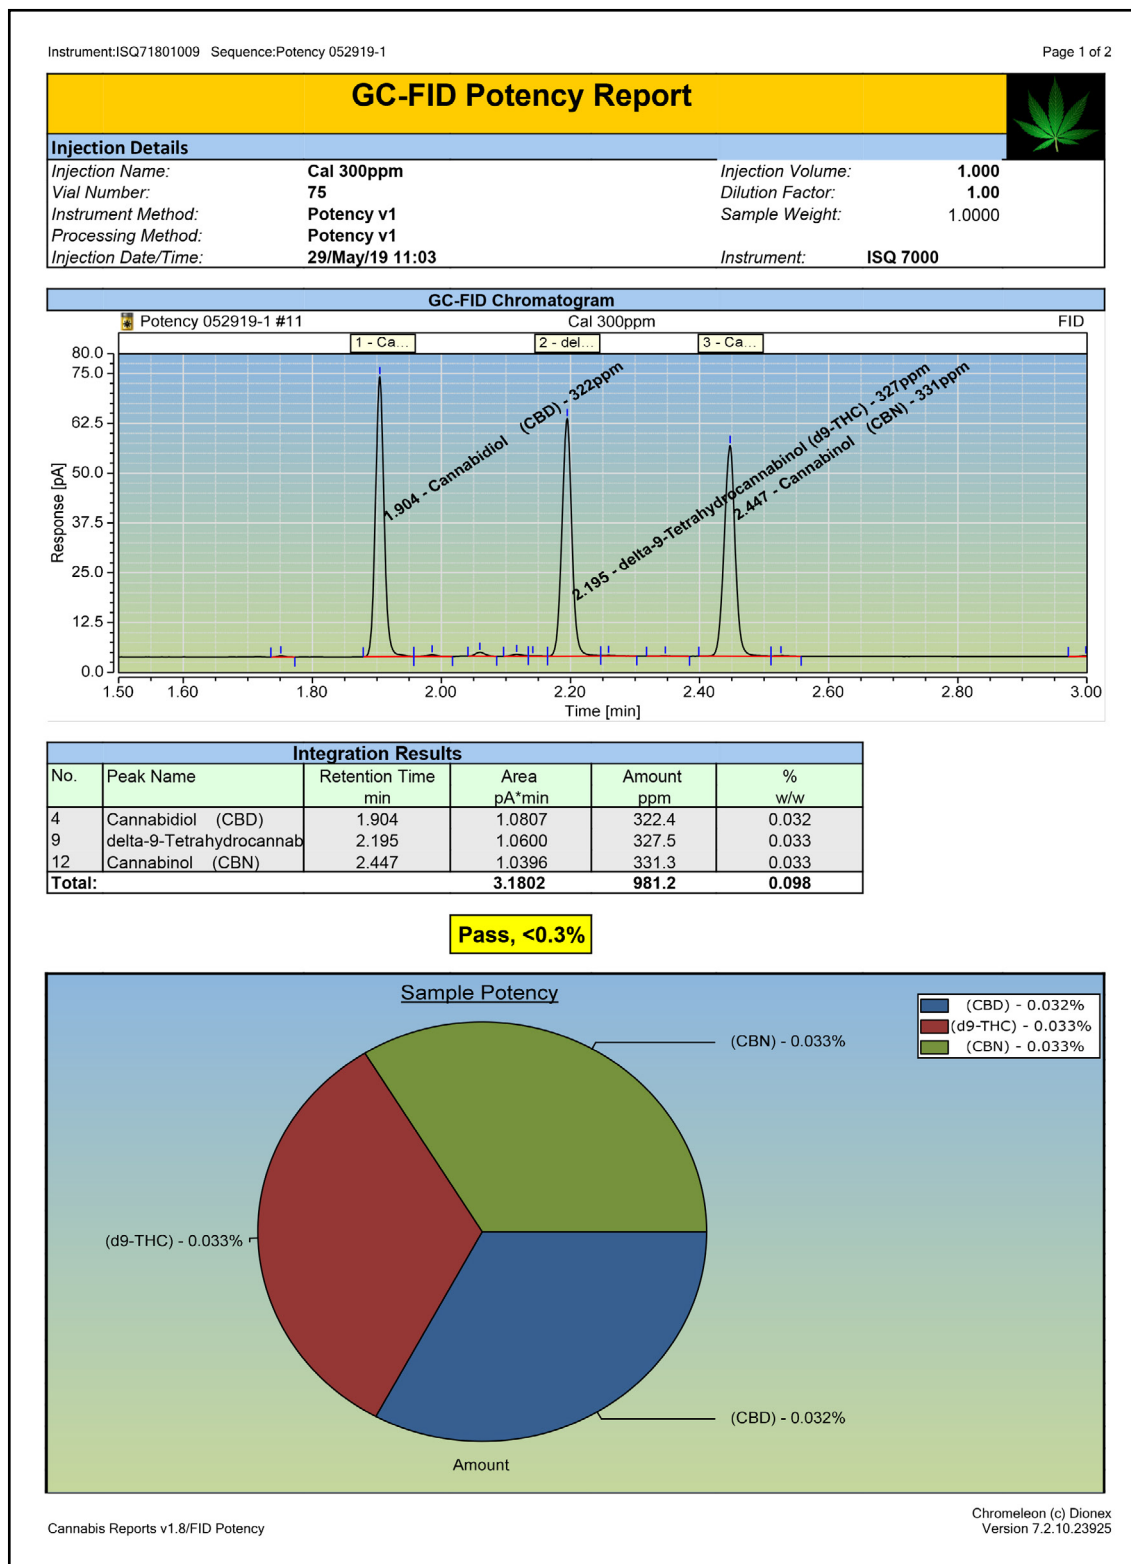 Instrument:ISQ71801009 Sequence:Potency 052919-1 Page 1 of 2
GC-FID Potency Report
Injection Details
Injection Name: Cal 300ppm Injection Volume: 1.000
Vial Number: 75 Dilution Factor: 1.00
Instrument Method: Potency v1 Sample Weight: 1.0000
Processing Method: Potency v1
Injection Date/Time: 29/May/19 11:03 Instrument: ISQ 7000
GC-FID Chromatogram
Potency 052919-1 #11 Cal 300ppm FID
1 - Ca... 2 - del... 3 - Ca...
80.0
75.0
62.5
50.0
37.5
25.0
12.5
0.0
Response [pA]
1.904 - Cannabidiol (CBD) - 322ppm
2.195 - delta-9-Tetrahydrocannabinol (d9-THC) - 327ppm
2.447 - Cannabinol (CBN) - 331ppm
1.50 1.60 1.80 2.00 2.20 2.40 2.60 2.80 3.00
Time [min]
Integration Results
No. Peak Name Retention Time Area Amount %
min pA*min ppm w/w
4 Cannabidiol (CBD) 1.904 1.0807 322.4 0.032
9 delta-9-Tetrahydrocannab 2.195 1.0600 327.5 0.033
12 Cannabinol (CBN) 2.447 1.0396 331.3 0.033
Total: 3.1802 981.2 0.098
Pass, <0.3%
Sample Potency
(CBD) - 0.032%
(d9-THC) - 0.033%
(CBN) - 0.033%
(CBN) - 0.033%
(d9-THC) - 0.033%
(CBD) - 0.032%
Amount
Chromeleon (c) Dionex
Cannabis Reports v1.8/FID Potency Version 7.2.10.23925